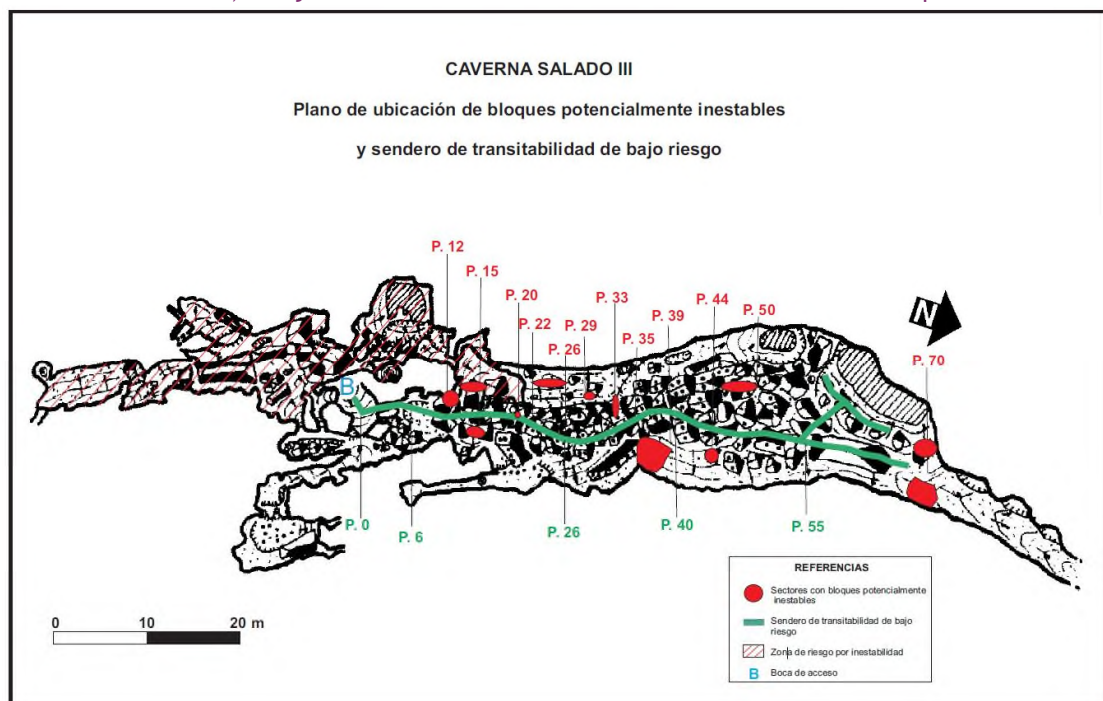 CAVERNA SALADO III
Plano de ubicación de bloques potencialmente inestables
y sendero de transitabilidad de bajo riesgo
P. 12
P. 15
P. 20
P. 22
P. 26
P. 29
P. 33
P. 35
P. 39
P. 44
P. 50
N
P. 70
B
P. 0
P. 6
P. 26
P. 40
P. 55
0 10 20 m
REFERENCIAS
Sectores con bloques potencialmente
inestables
Sendero de transitabilidad de bajo
riesgo
Zona de riesgo por inestabilidad
B Boca de acceso